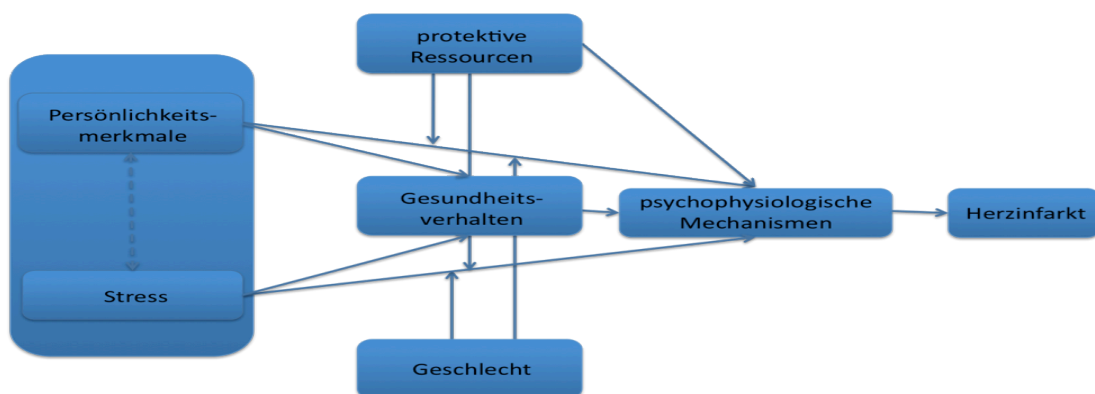 protektive
Ressourcen
Persönlichkeits-
merkmale
Gesundheits-
verhalten
psychophysiologische
Mechanismen
Herzinfarkt
Stress
Geschlecht